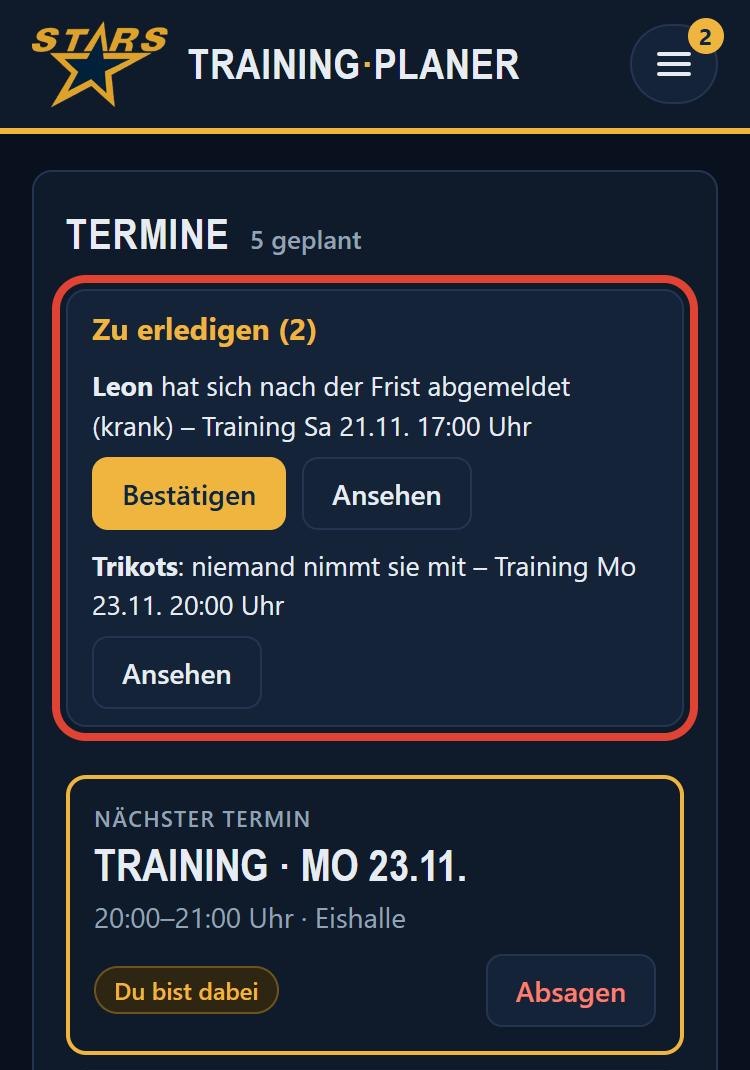 STARS
TRAINING·PLANER
2
TERMINE 5 geplant
Zu erledigen (2)
Leon hat sich nach der Frist abgemeldet
(krank) – Training Sa 21.11. 17:00 Uhr
Bestätigen Ansehen
Trikots: niemand nimmt sie mit – Training Mo
23.11. 20:00 Uhr
Ansehen
NÄCHSTER TERMIN
TRAINING · MO 23.11.
20:00–21:00 Uhr · Eishalle
Du bist dabei Absagen